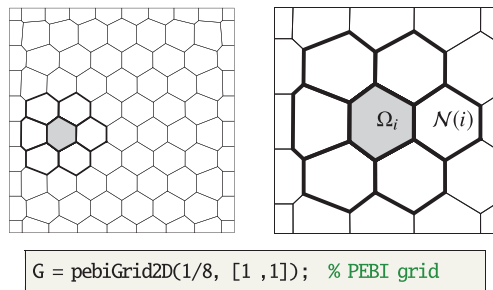 Ωᵢ
𝒩(i)
G = pebiGrid2D(1/8, [1 ,1]); % PEBI grid